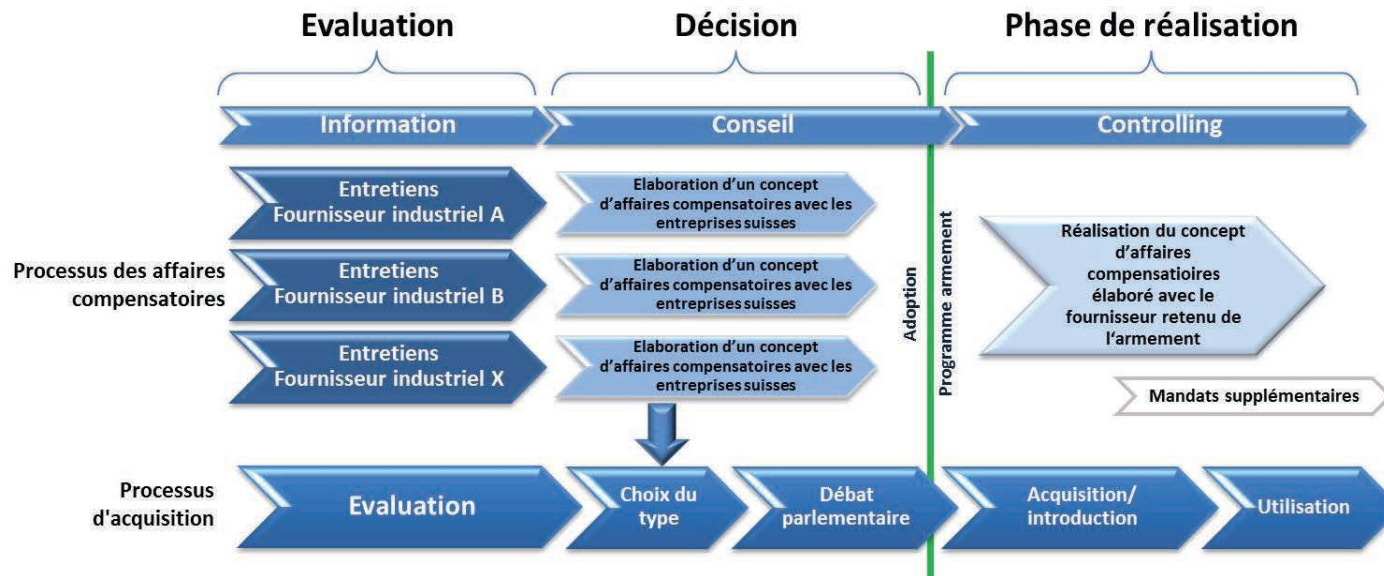 Evaluation
Décision
Phase de réalisation
Information
Conseil
Controlling
Processus des affaires
compensatoires
Entretiens
Fournisseur industriel A
Elaboration d’un concept
d’affaires compensatoires avec les
entreprises suisses
Entretiens
Fournisseur industriel B
Elaboration d’un concept
d’affaires compensatoires avec les
entreprises suisses
Entretiens
Fournisseur industriel X
Elaboration d’un concept
d’affaires compensatoires avec les
entreprises suisses
Adoption
Programme armement
Réalisation du concept
d’affaires
compensatioires
élaboré avec le
fournisseur retenu de
l‘armement
Mandats supplémentaires
Processus
d'acquisition
Evaluation
Choix du
type
Débat
parlementaire
Acquisition/
introduction
Utilisation